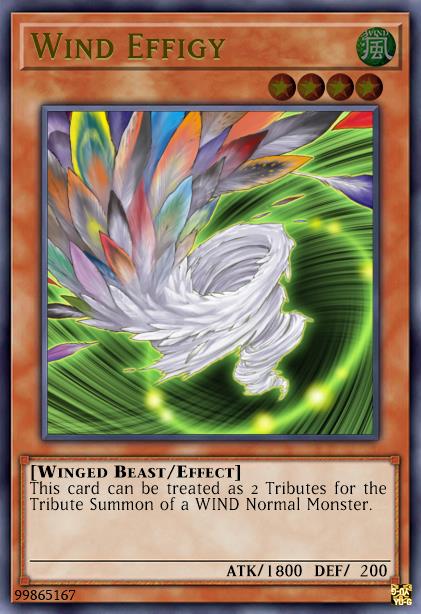 Wind Effigy
WIND
風
[Winged Beast/Effect]
This card can be treated as 2 Tributes for the
Tribute Summon of a WIND Normal Monster.
ATK/1800 DEF/ 200
99865167